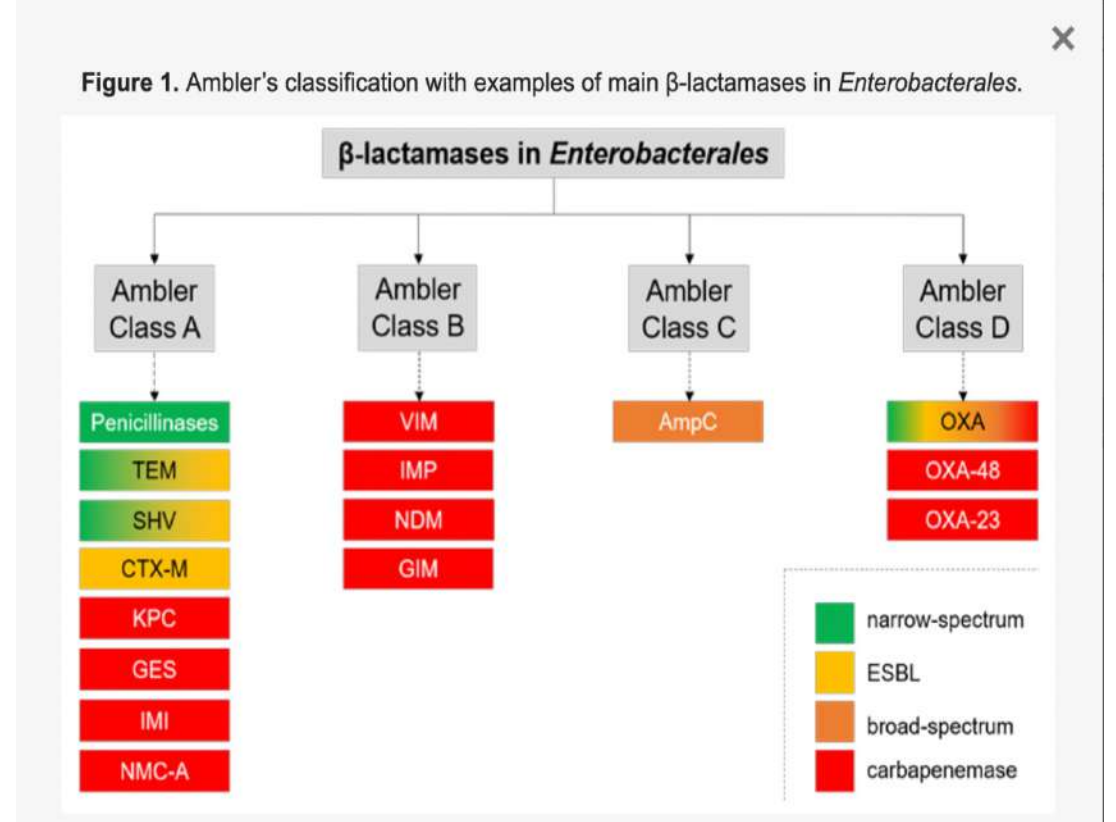 ×
Figure 1. Ambler's classification with examples of main β-lactamases in Enterobacterales.
β-lactamases in Enterobacterales
Ambler
Class A
Ambler
Class B
Ambler
Class C
Ambler
Class D
Penicillinases
TEM
SHV
CTX-M
KPC
GES
IMI
NMC-A
VIM
IMP
NDM
GIM
AmpC
OXA
OXA-48
OXA-23
narrow-spectrum
ESBL
broad-spectrum
carbapenemase